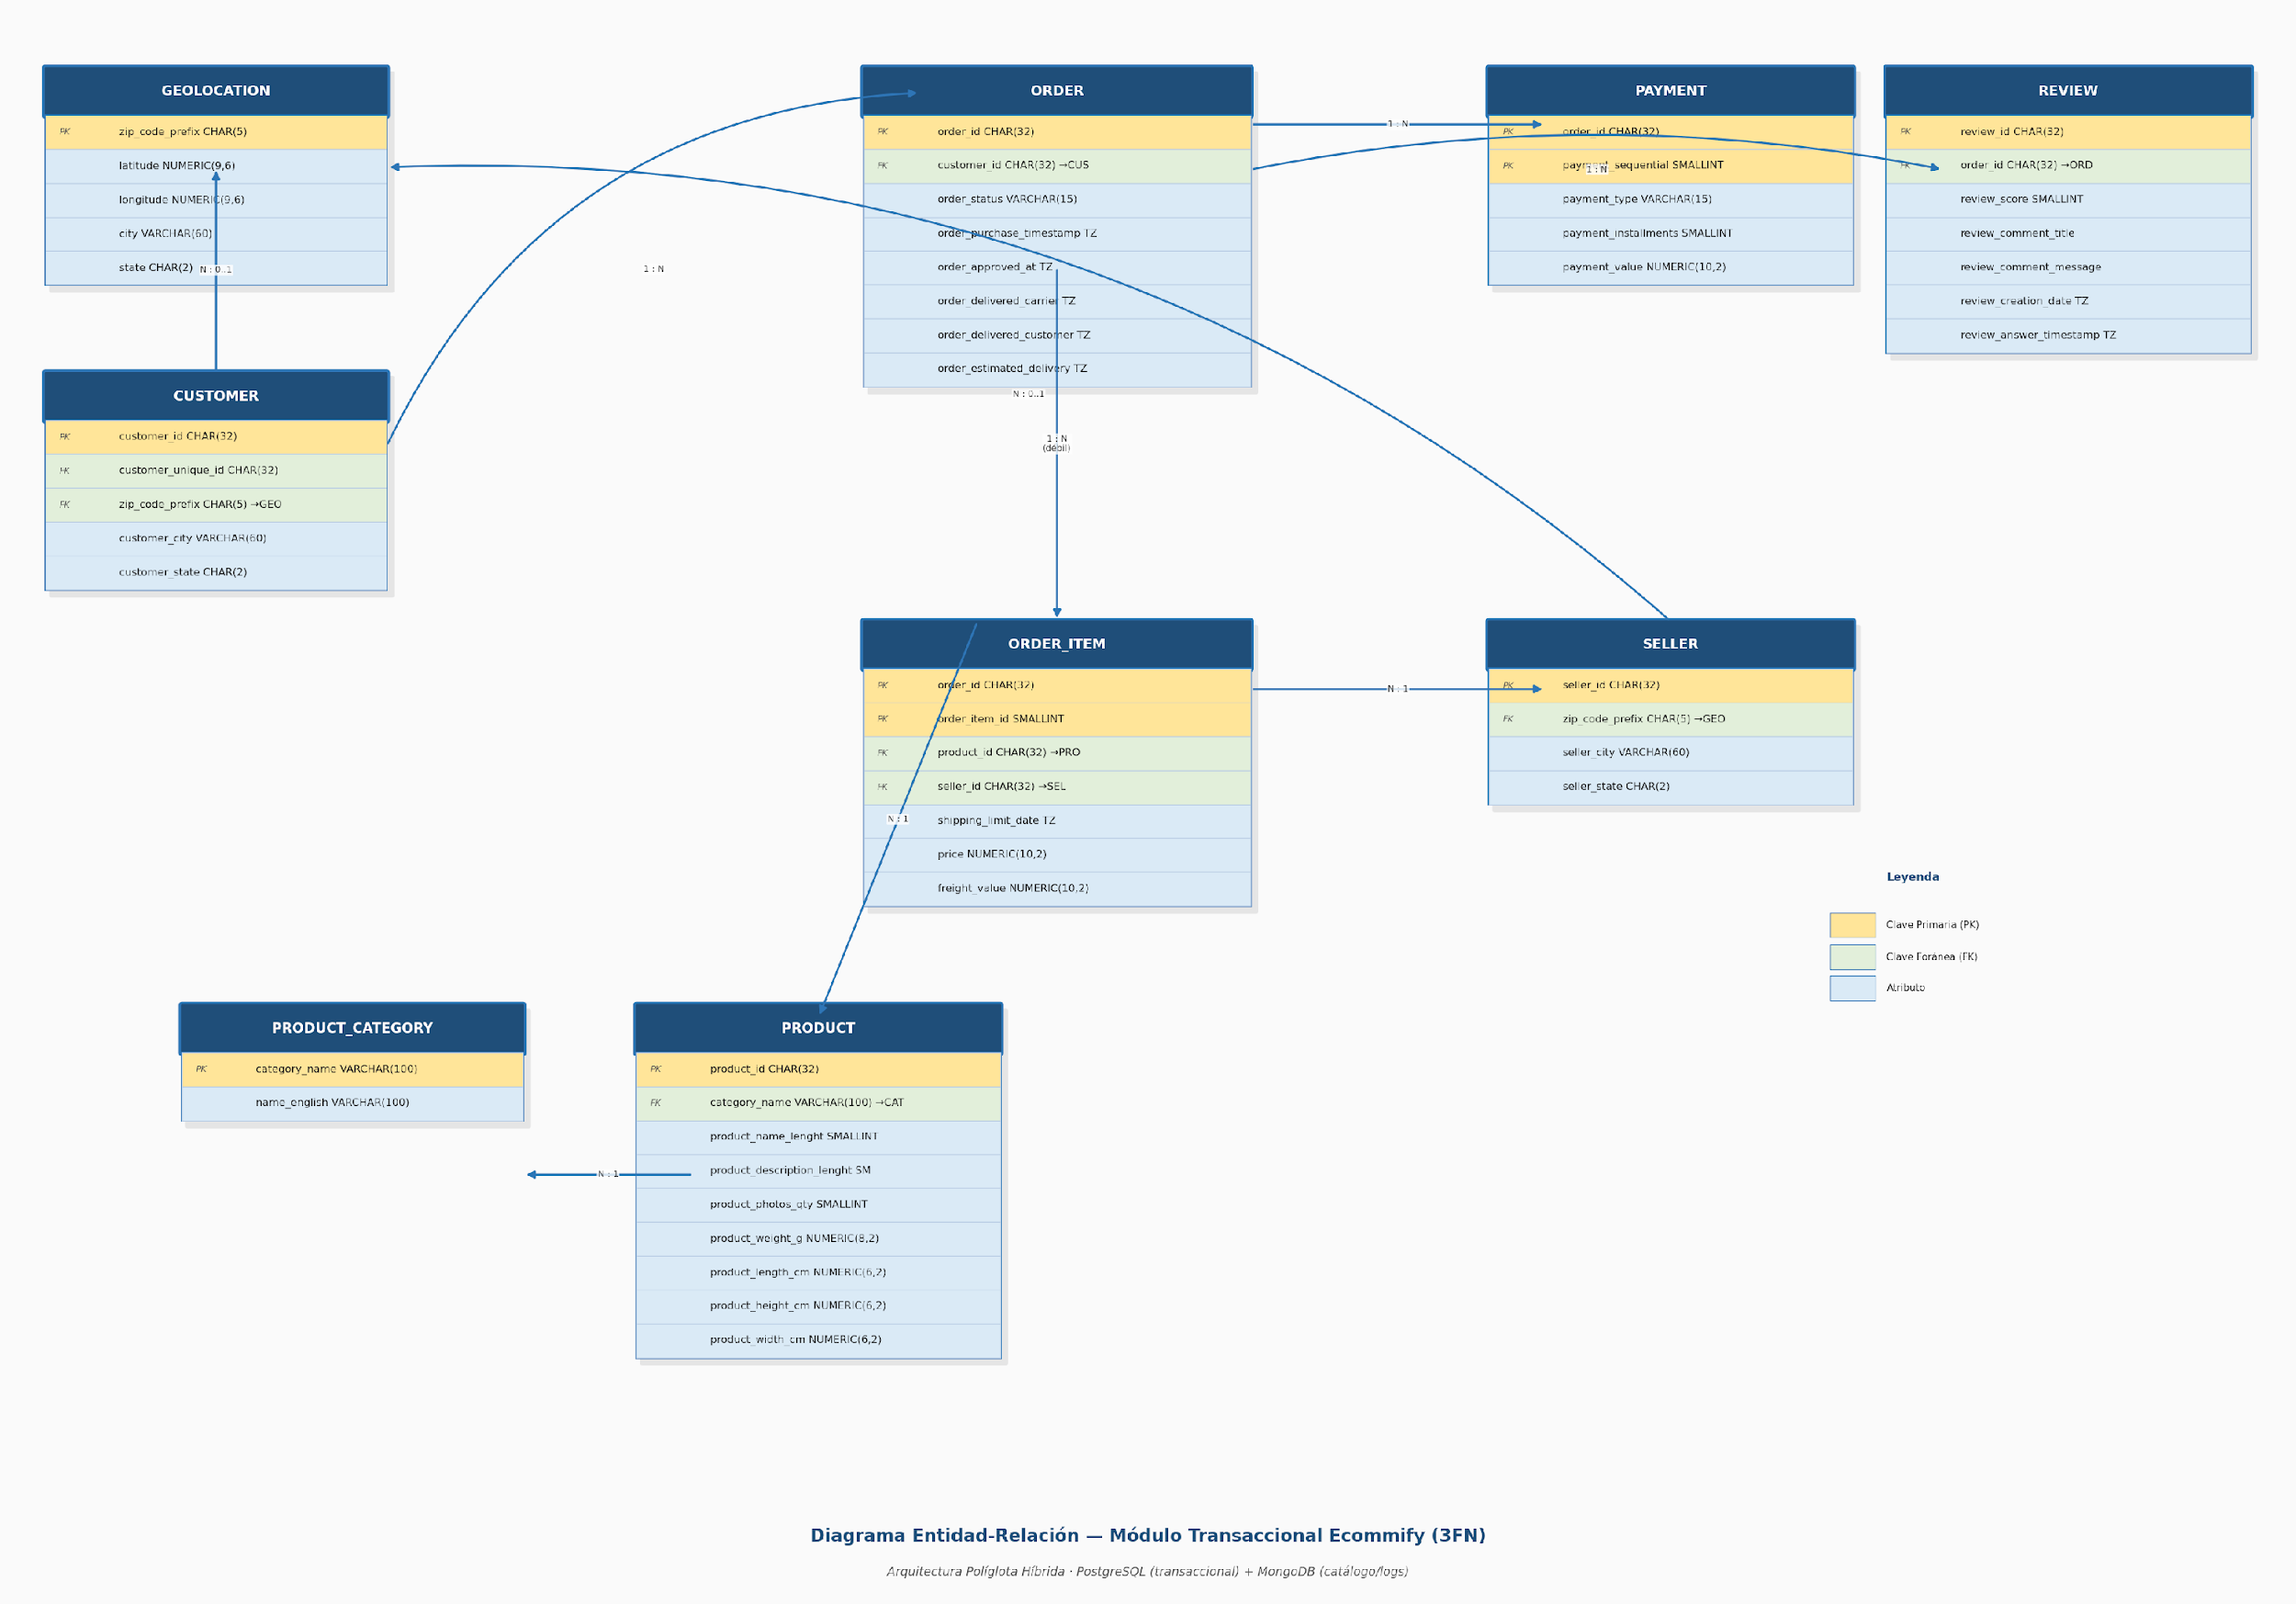 GEOLOCATION
PK zip_code_prefix CHAR(5)
latitude NUMERIC(9,6)
longitude NUMERIC(9,6)
city VARCHAR(60)
state CHAR(2)
N : 0..1
CUSTOMER
PK customer_id CHAR(32)
FK customer_unique_id CHAR(32)
FK zip_code_prefix CHAR(5) →GEO
customer_city VARCHAR(60)
customer_state CHAR(2)
1 : N
ORDER
PK order_id CHAR(32)
FK customer_id CHAR(32) →CUS
order_status VARCHAR(15)
order_purchase_timestamp TZ
order_approved_at TZ
order_delivered_carrier TZ
order_delivered_customer TZ
order_estimated_delivery TZ
N : 0..1
1 : N
(débil)
1 : N
PAYMENT
PK order_id CHAR(32)
PK payment_sequential SMALLINT
1 : N
payment_type VARCHAR(15)
payment_installments SMALLINT
payment_value NUMERIC(10,2)
REVIEW
PK review_id CHAR(32)
FK order_id CHAR(32) →ORD
review_score SMALLINT
review_comment_title
review_comment_message
review_creation_date TZ
review_answer_timestamp TZ
ORDER_ITEM
PK order_id CHAR(32)
PK order_item_id SMALLINT
FK product_id CHAR(32) →PRO
FK seller_id CHAR(32) →SEL
shipping_limit_date TZ
price NUMERIC(10,2)
freight_value NUMERIC(10,2)
N : 1
N : 1
SELLER
PK seller_id CHAR(32)
FK zip_code_prefix CHAR(5) →GEO
seller_city VARCHAR(60)
seller_state CHAR(2)
Leyenda
Clave Primaria (PK)
Clave Foránea (FK)
Atributo
PRODUCT_CATEGORY
PK category_name VARCHAR(100)
name_english VARCHAR(100)
N : 1
PRODUCT
PK product_id CHAR(32)
FK category_name VARCHAR(100) →CAT
product_name_lenght SMALLINT
product_description_lenght SM
product_photos_qty SMALLINT
product_weight_g NUMERIC(8,2)
product_length_cm NUMERIC(6,2)
product_height_cm NUMERIC(6,2)
product_width_cm NUMERIC(6,2)
Diagrama Entidad-Relación — Módulo Transaccional Ecommify (3FN)
Arquitectura Políglota Híbrida · PostgreSQL (transaccional) + MongoDB (catálogo/logs)